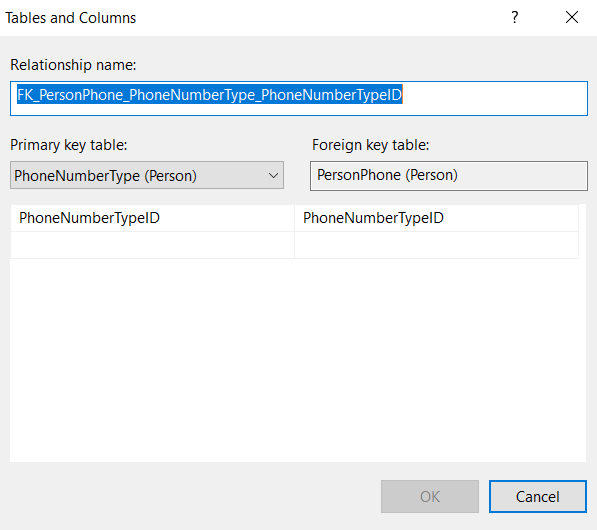 Tables and Columns ?
Relationship name:
FK_PersonPhone_PhoneNumberType_PhoneNumberTypeID
Primary key table: Foreign key table:
PhoneNumberType (Person) PersonPhone (Person)
PhoneNumberTypeID PhoneNumberTypeID
OK Cancel